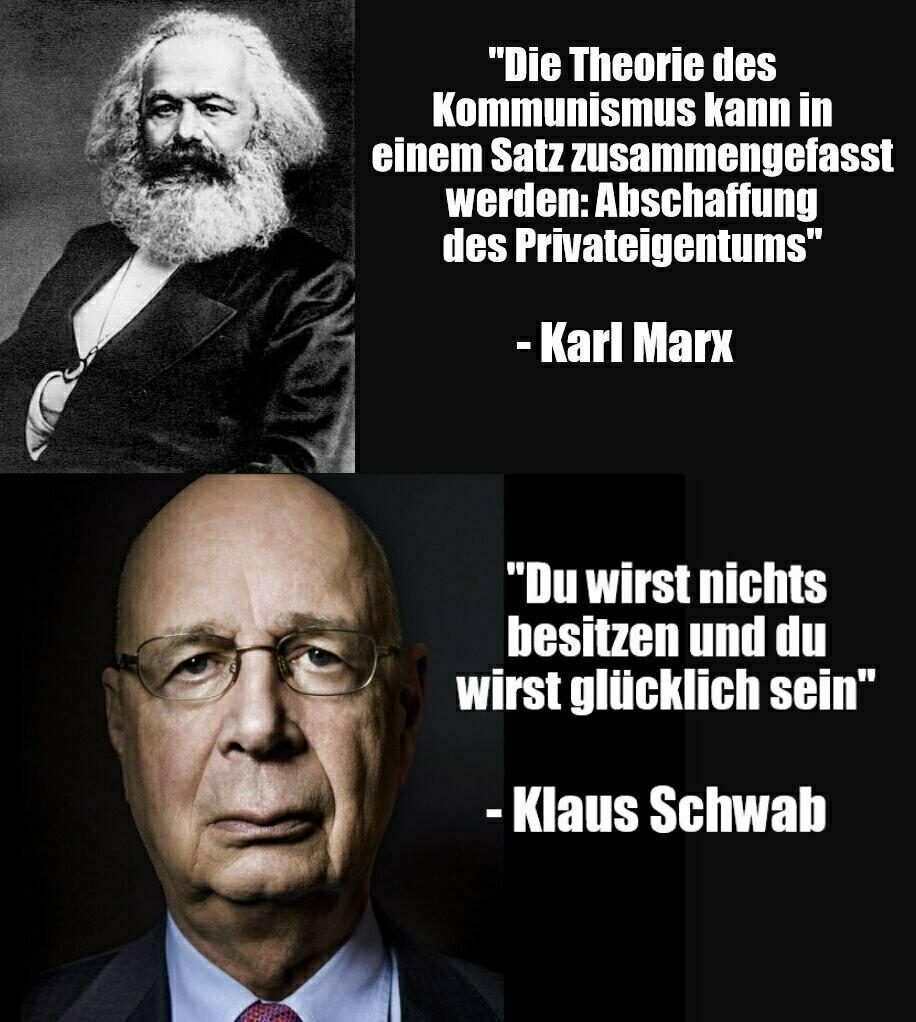 "Die Theorie des
Kommunismus kann in
einem Satz zusammengefasst
werden: Abschaffung
des Privateigentums"
- Karl Marx
"Du wirst nichts
besitzen und du
wirst glücklich sein"
- Klaus Schwab